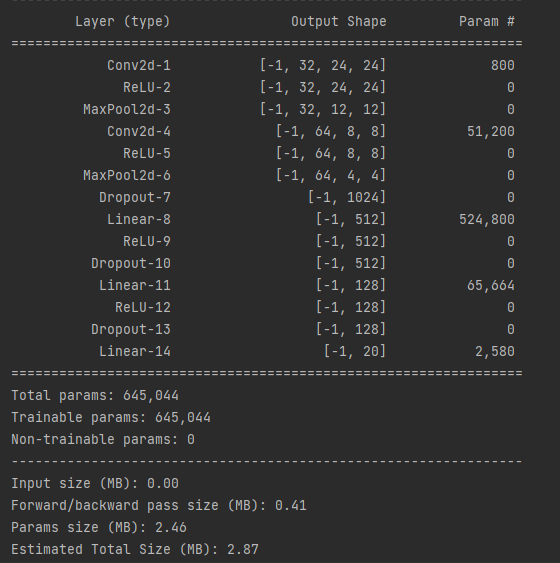 Layer (type) Output Shape Param #
================================================================
Conv2d-1 [-1, 32, 24, 24] 800
ReLU-2 [-1, 32, 24, 24] 0
MaxPool2d-3 [-1, 32, 12, 12] 0
Conv2d-4 [-1, 64, 8, 8] 51,200
ReLU-5 [-1, 64, 8, 8] 0
MaxPool2d-6 [-1, 64, 4, 4] 0
Dropout-7 [-1, 1024] 0
Linear-8 [-1, 512] 524,800
ReLU-9 [-1, 512] 0
Dropout-10 [-1, 512] 0
Linear-11 [-1, 128] 65,664
ReLU-12 [-1, 128] 0
Dropout-13 [-1, 128] 0
Linear-14 [-1, 20] 2,580
================================================================
Total params: 645,044
Trainable params: 645,044
Non-trainable params: 0
----------------------------------------------------------------
Input size (MB): 0.00
Forward/backward pass size (MB): 0.41
Params size (MB): 2.46
Estimated Total Size (MB): 2.87